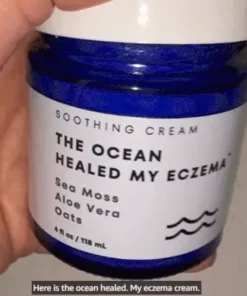 SOOTHING CREAM
THE OCEAN
HEALED MY ECZEMA™
Sea Moss
Aloe Vera
Oats
4 fl oz / 118 mL
Here is the ocean healed. My eczema cream.